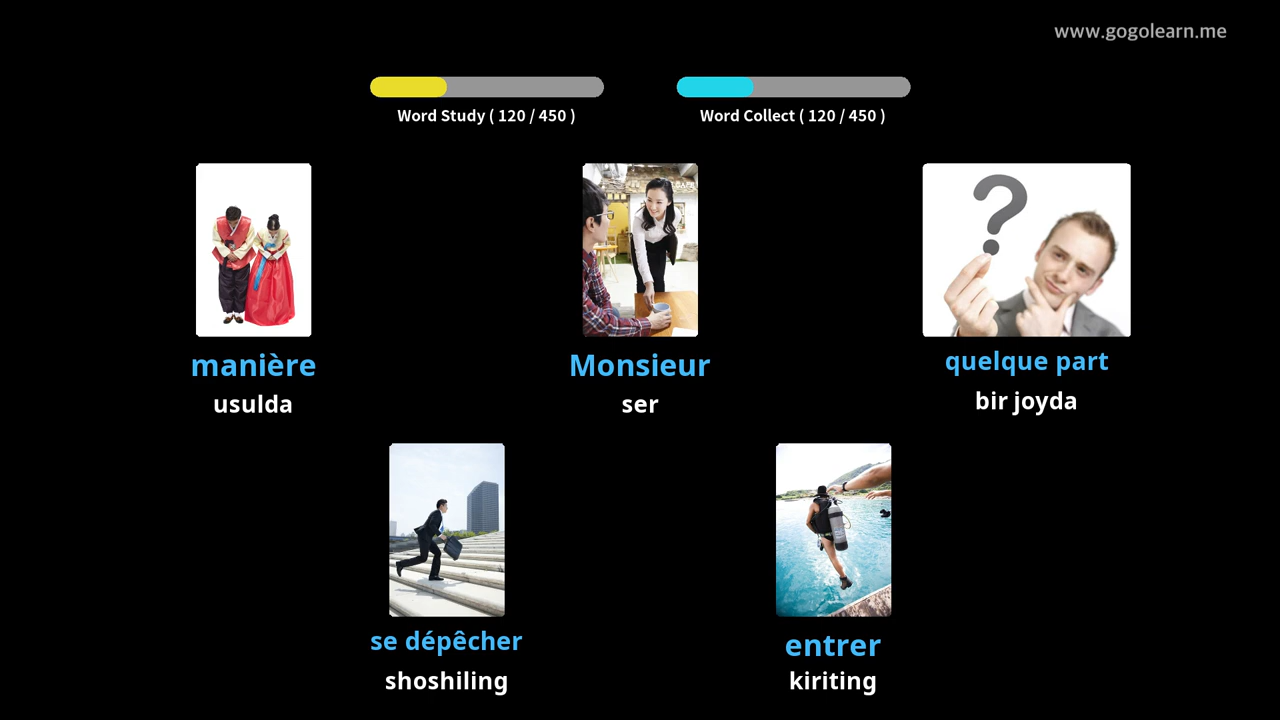 www.gogolearn.me
Word Study ( 120 / 450 )
Word Collect ( 120 / 450 )
manière
usulda
Monsieur
ser
quelque part
bir joyda
se dépêcher
shoshiling
entrer
kiriting